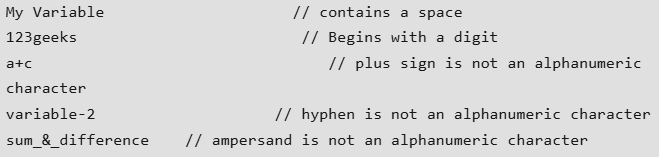 My Variable // contains a space
123geeks // Begins with a digit
a+c // plus sign is not an alphanumeric
character
variable-2 // hyphen is not an alphanumeric character
sum_&_difference // ampersand is not an alphanumeric character